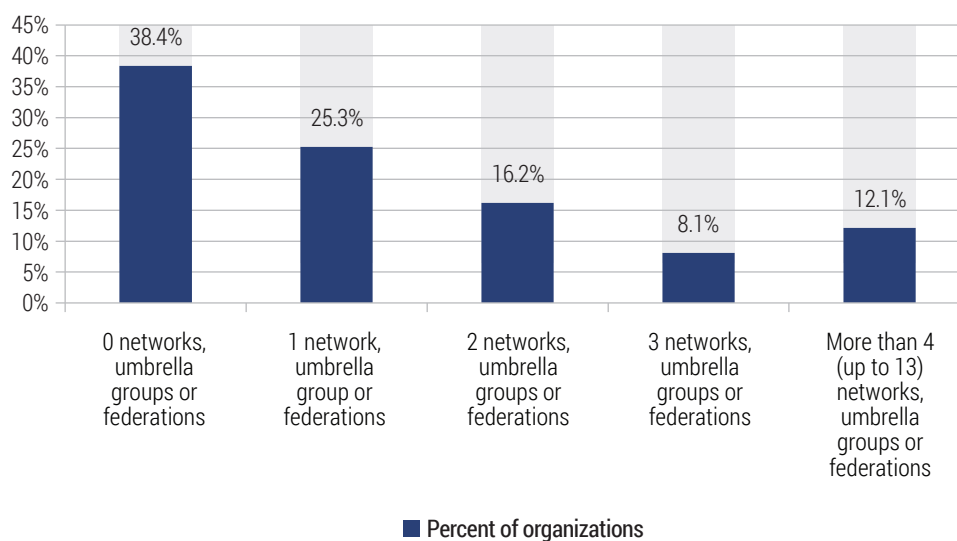 45%
40%
35%
30%
25%
20%
15%
10%
5%
0%
38.4%
25.3%
16.2%
8.1%
12.1%
0 networks,
umbrella
groups or
federations
1 network,
umbrella
group or
federations
2 networks,
umbrella
groups or
federations
3 networks,
umbrella
groups or
federations
More than 4
(up to 13)
networks,
umbrella
groups or
federations
Percent of organizations